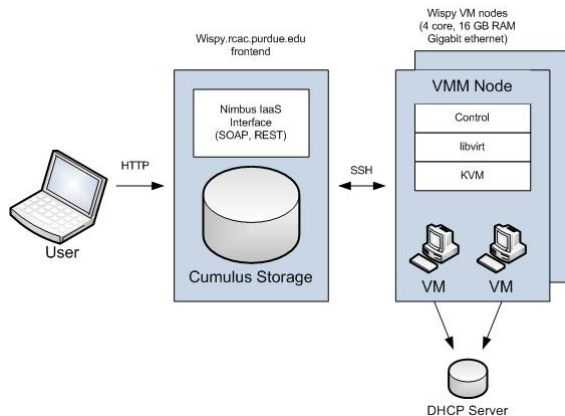 Wispy.rcac.purdue.edu
frontend
Nimbus IaaS
Interface
(SOAP, REST)
HTTP
User
Cumulus Storage
SSH
Wispy VM nodes
(4 core, 16 GB RAM
Gigabit ethernet)
VMM Node
Control
libvirt
KVM
VM
VM
DHCP Server